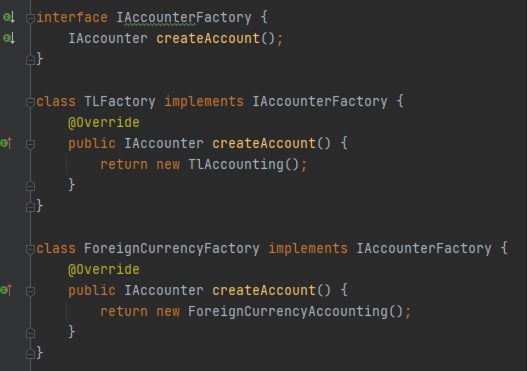 interface IAccounterFactory {
IAccounter createAccount();
}
class TLFactory implements IAccounterFactory {
@Override
public IAccounter createAccount() {
return new TlAccounting();
}
}
class ForeignCurrencyFactory implements IAccounterFactory {
@Override
public IAccounter createAccount() {
return new ForeignCurrencyAccounting();
}
}